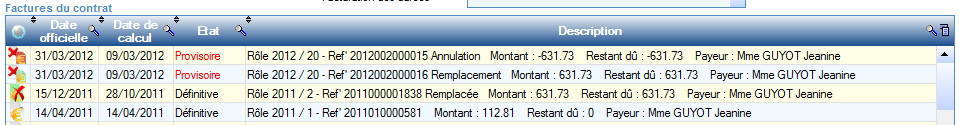 Factures du contrat
Date officielle Date de calcul Etat Description
31/03/2012 09/03/2012 Provisoire Rôle 2012 / 20 - Ref' 2012002000015 Annulation Montant : -631.73 Restant dû : -631.73 Payeur : Mme GUYOT Jeanine
31/03/2012 09/03/2012 Provisoire Rôle 2012 / 20 - Ref' 2012002000016 Remplacement Montant : 631.73 Restant dû : 631.73 Payeur : Mme GUYOT Jeanine
15/12/2011 28/10/2011 Définitive Rôle 2011 / 2 - Ref' 2011000001838 Remplacée Montant : 631.73 Restant dû : 631.73 Payeur : Mme GUYOT Jeanine
14/04/2011 14/04/2011 Définitive Rôle 2011 / 1 - Ref' 2011010000581 Montant : 112.81 Restant dû : 0 Payeur : Mme GUYOT Jeanine